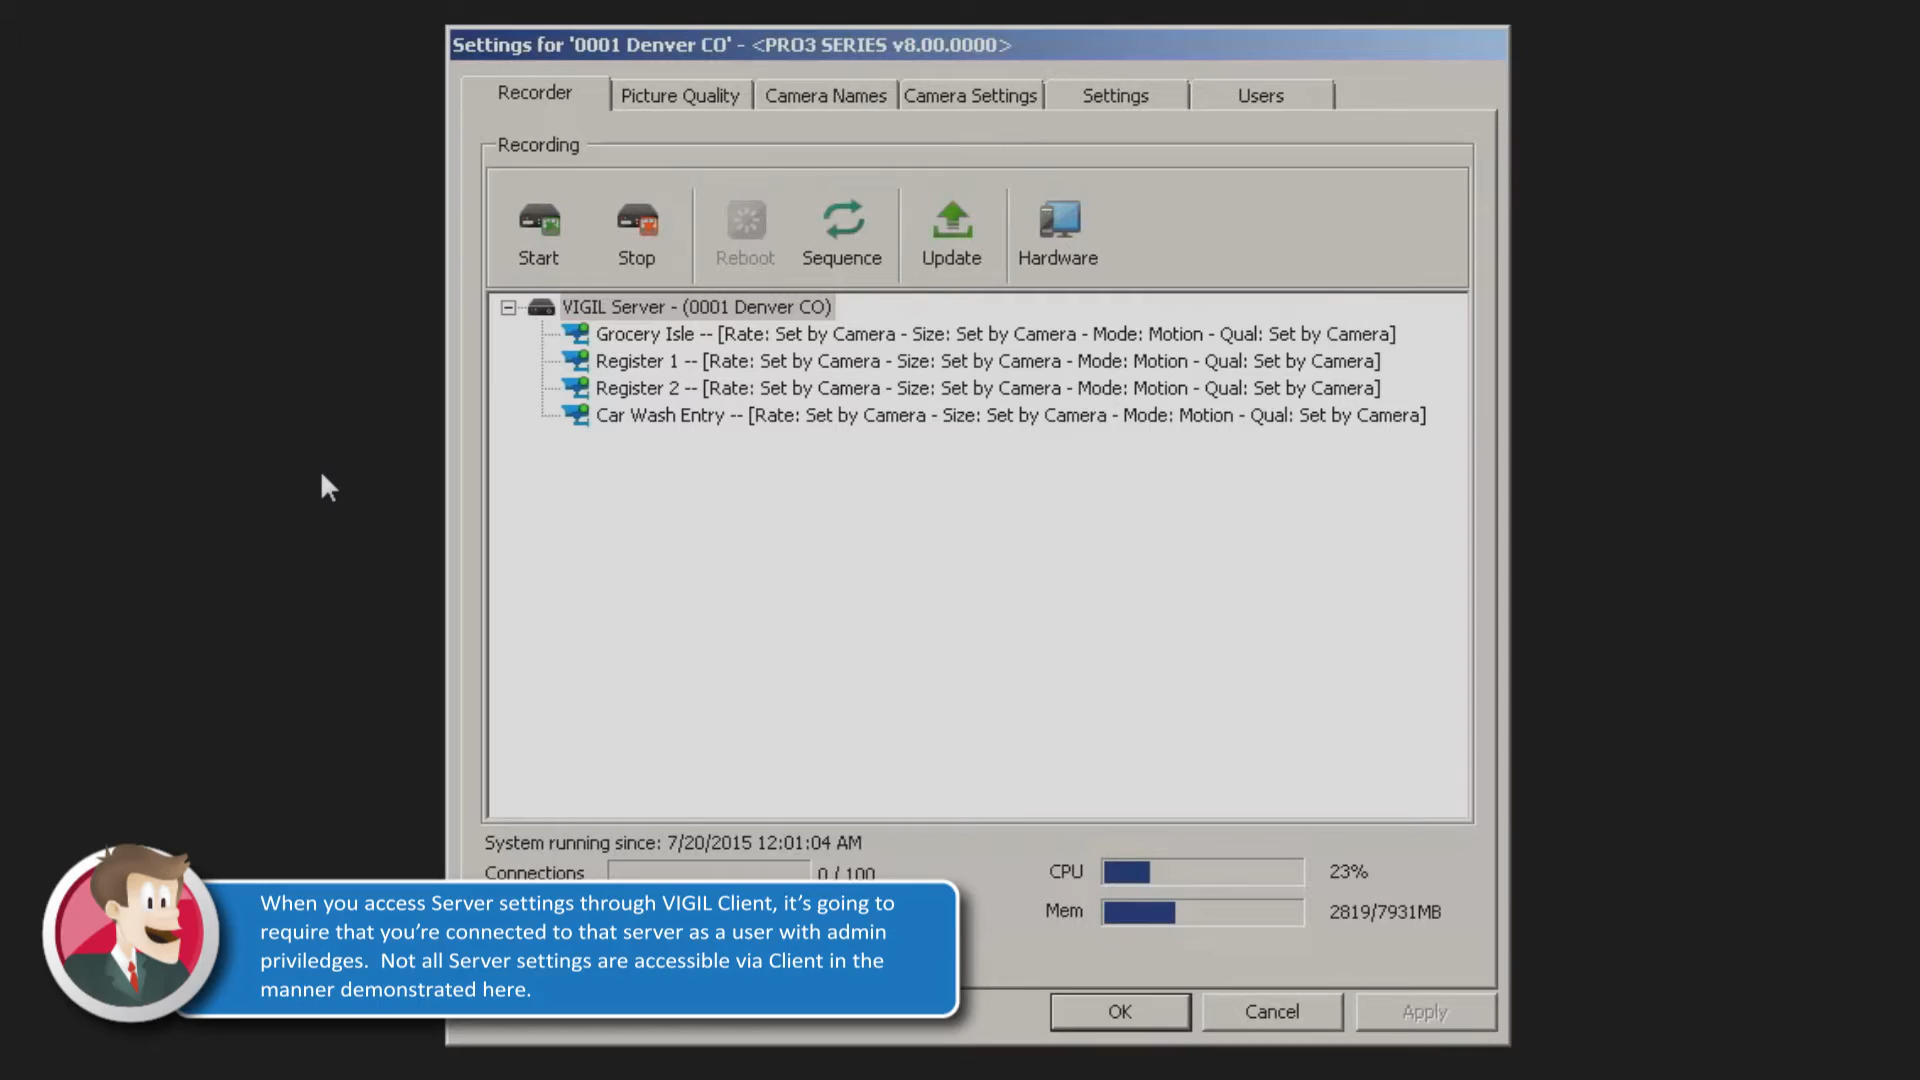 Settings for '0001 Denver CO' - <PRO3 SERIES v8.00.0000>
Recorder
Picture Quality
Camera Names
Camera Settings
Settings
Users
Recording
Start
Stop
Reboot
Sequence
Update
Hardware
VIGIL Server - (0001 Denver CO)
Grocery Isle -- [Rate: Set by Camera - Size: Set by Camera - Mode: Motion - Qual: Set by Camera]
Register 1 -- [Rate: Set by Camera - Size: Set by Camera - Mode: Motion - Qual: Set by Camera]
Register 2 -- [Rate: Set by Camera - Size: Set by Camera - Mode: Motion - Qual: Set by Camera]
Car Wash Entry -- [Rate: Set by Camera - Size: Set by Camera - Mode: Motion - Qual: Set by Camera]
System running since: 7/20/2015 12:01:04 AM
Connections
0 / 100
CPU
23%
Mem
2819/7931MB
When you access Server settings through VIGIL Client, it’s going to
require that you’re connected to that server as a user with admin
priviledges. Not all Server settings are accessible via Client in the
manner demonstrated here.
OK
Cancel
Apply